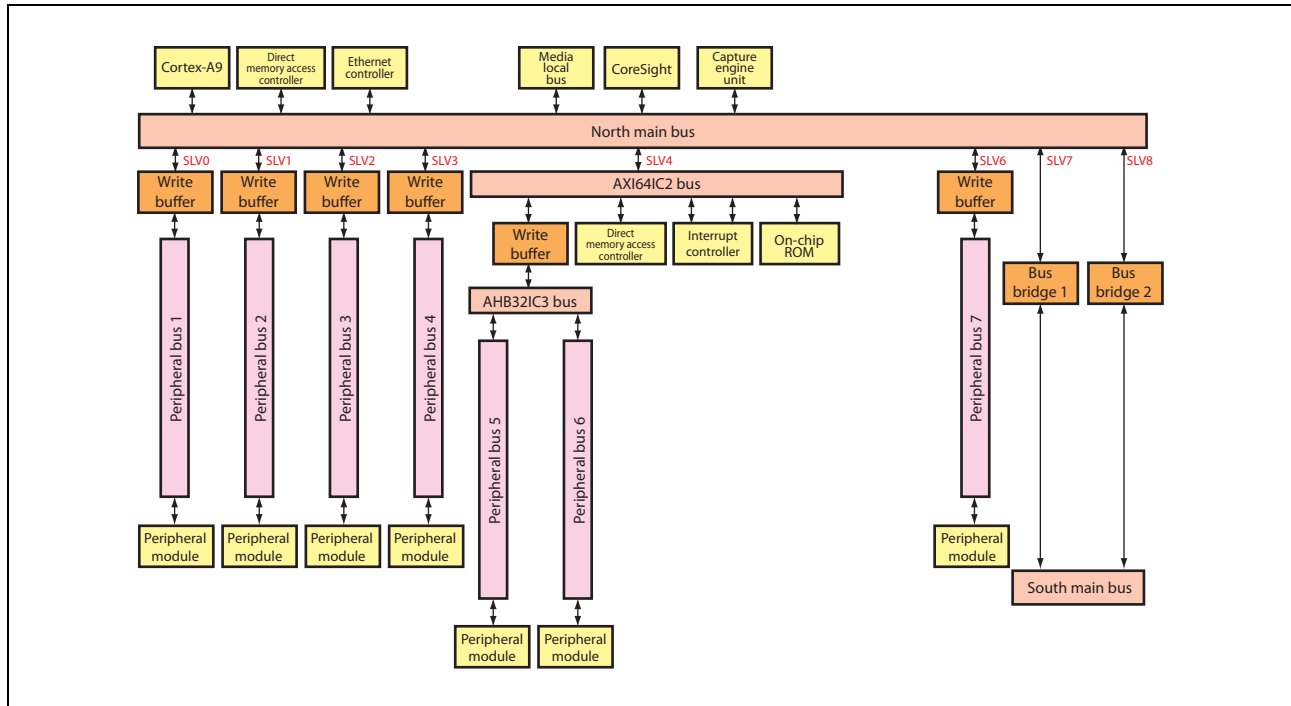 Cortex-A9
Direct
memory access
controller
Ethernet
controller
Media
local
bus
CoreSight
Capture
engine
unit
North main bus
SLV0
SLV1
SLV2
SLV3
SLV4
SLV6
SLV7
SLV8
Write
buffer
Write
buffer
Write
buffer
Write
buffer
AXI64IC2 bus
Write
buffer
Write
buffer
Direct
memory access
controller
Interrupt
controller
On-chip
ROM
Bus
bridge 1
Bus
bridge 2
AHB32IC3 bus
Peripheral bus 1
Peripheral bus 2
Peripheral bus 3
Peripheral bus 4
Peripheral bus 5
Peripheral bus 6
Peripheral bus 7
Peripheral
module
Peripheral
module
Peripheral
module
Peripheral
module
Peripheral
module
South main bus
Peripheral
module
Peripheral
module